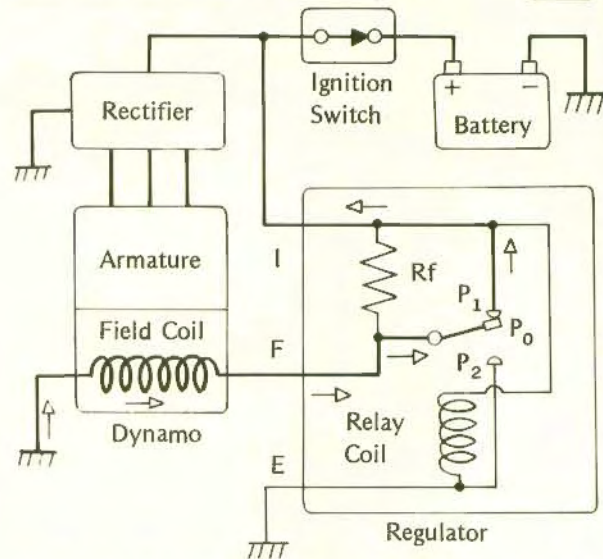 Ignition
Switch
+ −
Battery
Rectifier
Armature
I
Rf
P1
P0
Field Coil
F
P2
Dynamo
Relay
Coil
E
Regulator